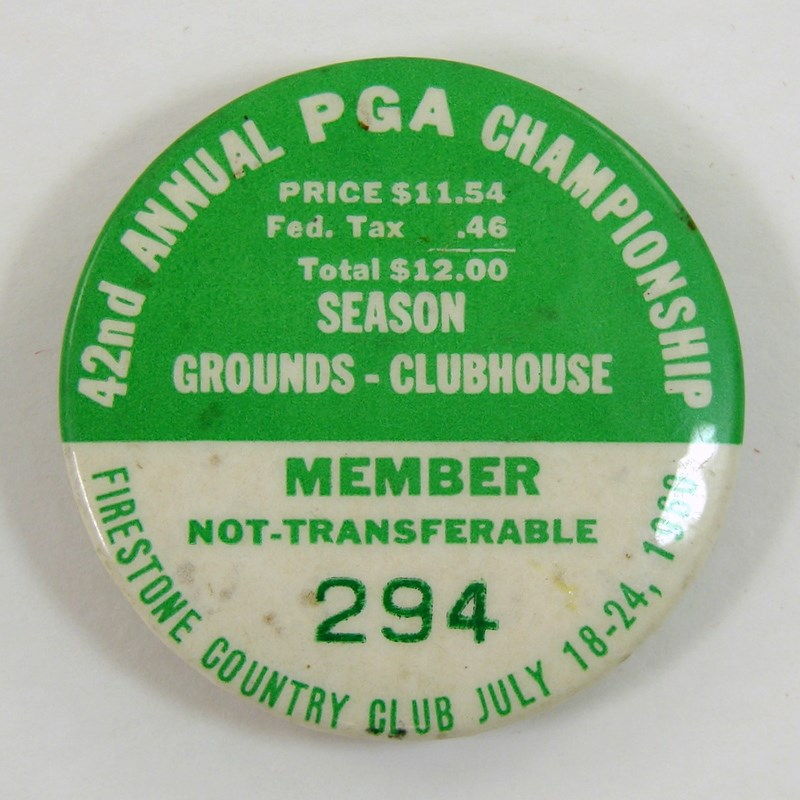 42nd ANNUAL PGA CHAMPIONSHIP
PRICE $11.54
Fed. Tax .46
Total $12.00
SEASON
GROUNDS - CLUBHOUSE
MEMBER
NOT-TRANSFERABLE
294
FIRESTONE COUNTRY CLUB JULY 18-24, 1960